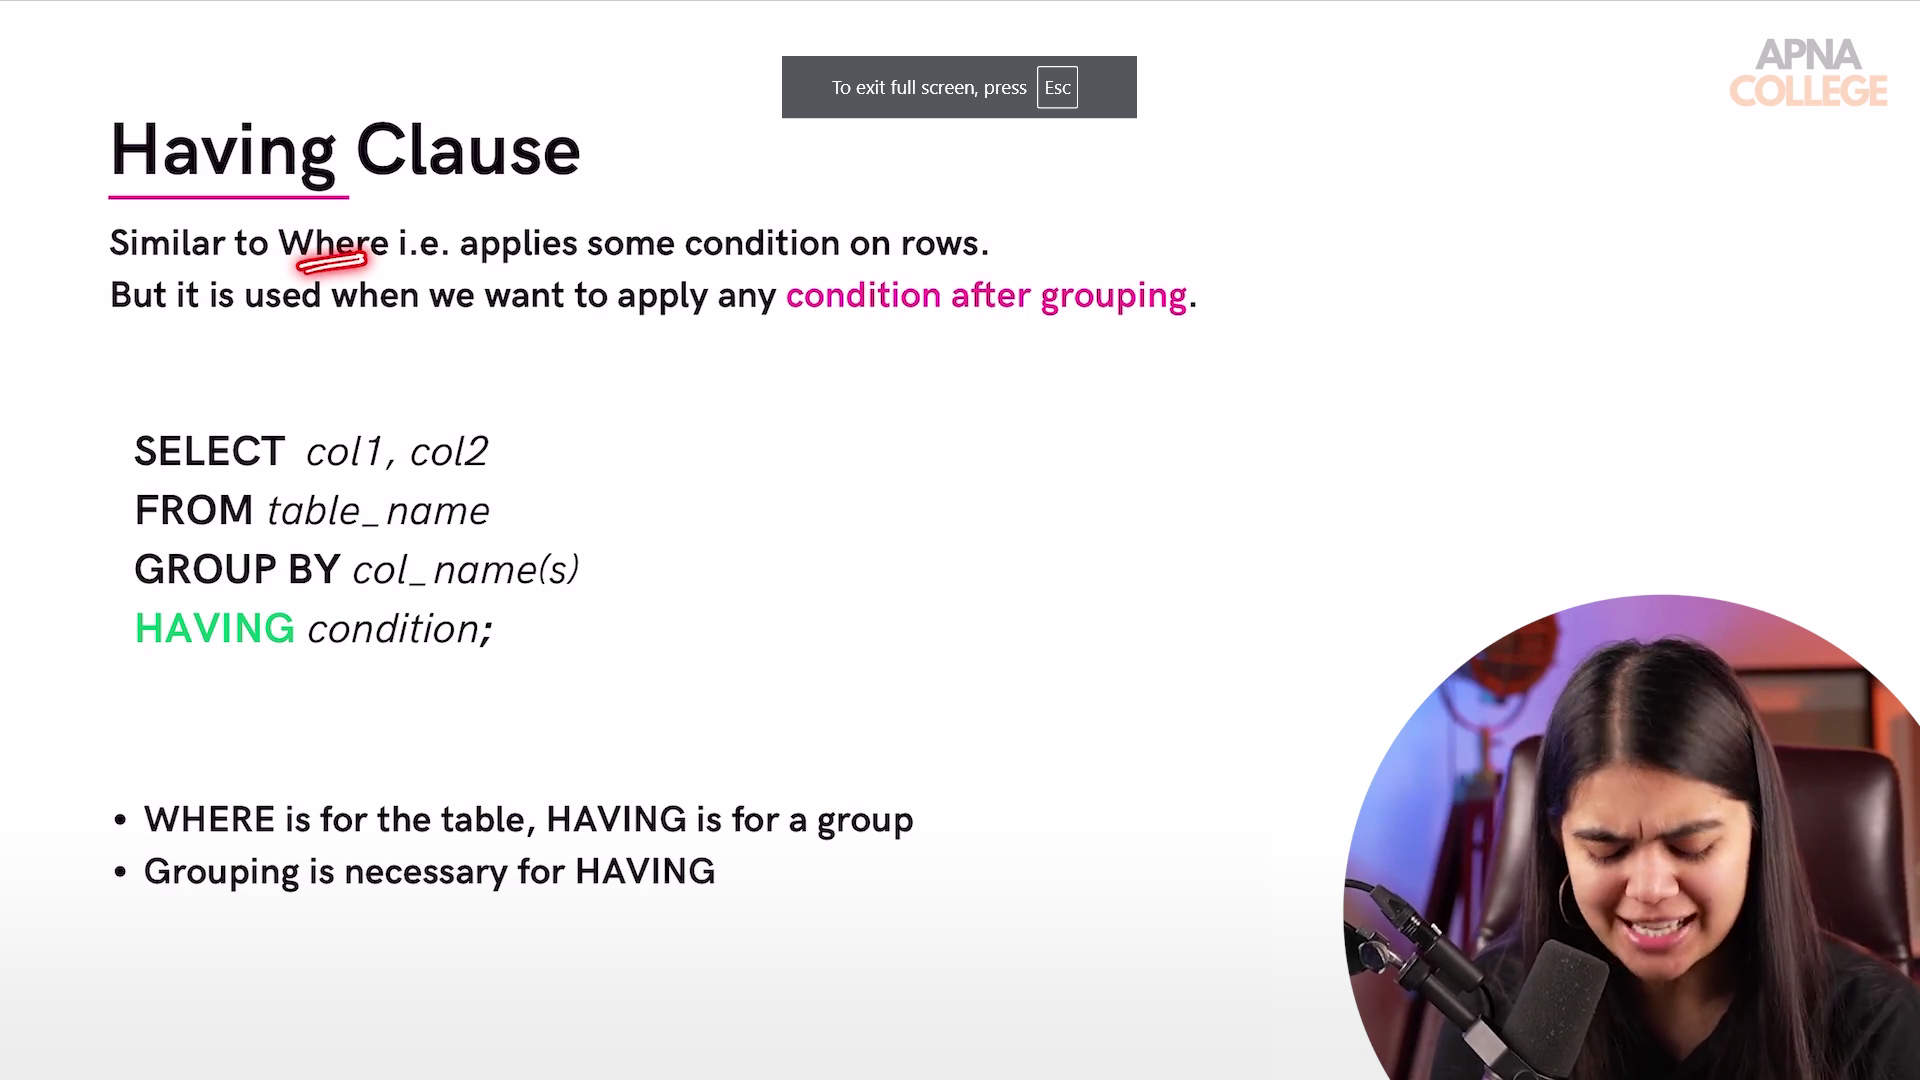 To exit full screen, press Esc
APNA
COLLEGE
Having Clause
Similar to Where i.e. applies some condition on rows.
But it is used when we want to apply any condition after grouping.
SELECT col1, col2
FROM table_name
GROUP BY col_name(s)
HAVING condition;
• WHERE is for the table, HAVING is for a group
• Grouping is necessary for HAVING